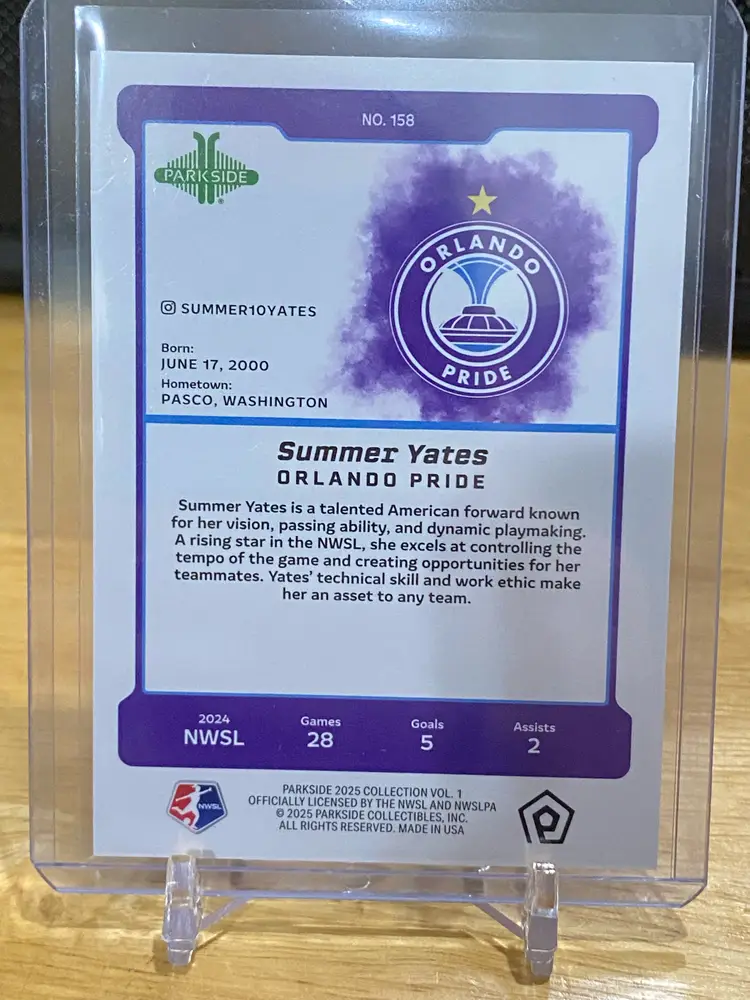 NO. 158
PARKSIDE
ORLANDO
PRIDE
SUMMER10YATES
Born:
JUNE 17, 2000
Hometown:
PASCO, WASHINGTON
Summer Yates
ORLANDO PRIDE
Summer Yates is a talented American forward known
for her vision, passing ability, and dynamic playmaking.
A rising star in the NWSL, she excels at controlling the
tempo of the game and creating opportunities for her
teammates. Yates' technical skill and work ethic make
her an asset to any team.
2024 Games Goals Assists
NWSL 28 5 2
NWSL
PARKSIDE 2025 COLLECTION VOL. 1
OFFICIALLY LICENSED BY THE NWSL AND NWSLPA
© 2025 PARKSIDE COLLECTIBLES, INC.
ALL RIGHTS RESERVED. MADE IN USA